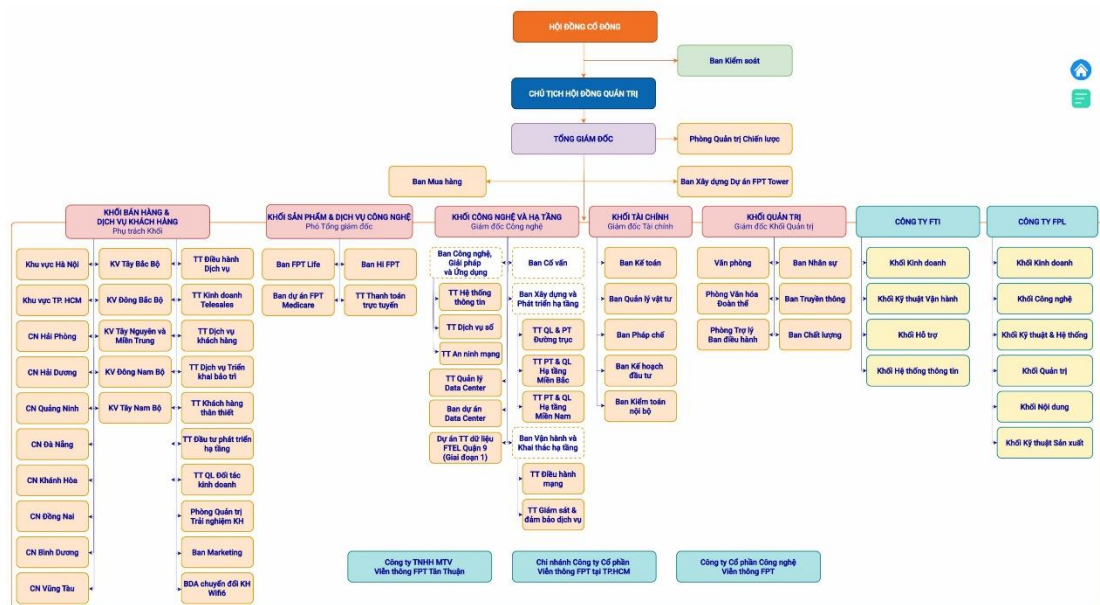 HỘI ĐỒNG CỔ ĐÔNG
Ban Kiểm soát
CHỦ TỊCH HỘI ĐỒNG QUẢN TRỊ
TỔNG GIÁM ĐỐC
Phòng Quản trị Chiến lược
Ban Mua hàng
Ban Xây dựng Dự án FPT Tower
KHỐI BÁN HÀNG &
DỊCH VỤ KHÁCH HÀNG
Phụ trách Khối
Khu vực Hà Nội
Khu vực TP. HCM
CN Hải Phòng
CN Hải Dương
CN Quảng Ninh
CN Đà Nẵng
CN Khánh Hòa
CN Đồng Nai
CN Bình Dương
CN Vũng Tàu
KV Tây Bắc Bộ
KV Đông Bắc Bộ
KV Tây Nguyên và
Miền Trung
KV Đông Nam Bộ
KV Tây Nam Bộ
TT Điều hành
Dịch vụ
TT Kinh doanh
Telesales
TT Dịch vụ
khách hàng
TT Dịch vụ Triển
khai bảo trì
TT Khách hàng
thân thiết
TT Đầu tư phát triển
hạ tầng
TT QL Đối tác
kinh doanh
Phòng Quản trị
Trải nghiệm KH
Ban Marketing
BDA chuyển đổi KH
Wifi6
KHỐI SẢN PHẨM & DỊCH VỤ CÔNG NGHỆ
Phó Tổng giám đốc
Ban FPT Life
Ban dự án FPT
Medicare
Ban Hi FPT
TT Thanh toán
trực tuyến
KHỐI CÔNG NGHỆ VÀ HẠ TẦNG
Giám đốc Công nghệ
Ban Công nghệ,
Giải pháp
và Ứng dụng
TT Hệ thống
thông tin
TT Dịch vụ số
TT An ninh mạng
TT Quản lý
Data Center
Ban dự án
Data Center
Dự án TT dữ liệu
FTEL Quận 9
(Giai đoạn 1)
Ban Cố vấn
Ban Xây dựng và
Phát triển hạ tầng
TT QL & PT
Đường trục
TT PT & QL
Hạ tầng
Miền Bắc
TT PT & QL
Hạ tầng
Miền Nam
Ban Vận hành và
Khai thác hạ tầng
TT Điều hành
mạng
TT Giám sát &
đảm bảo dịch vụ
KHỐI TÀI CHÍNH
Giám đốc Tài chính
Ban Kế toán
Ban Quản lý vật tư
Ban Pháp chế
Ban Kế hoạch
đầu tư
Ban Kiểm toán
nội bộ
KHỐI QUẢN TRỊ
Giám đốc Khối Quản trị
Văn phòng
Phòng Văn hóa
Đoàn thể
Phòng Trợ lý
Ban điều hành
Ban Nhân sự
Ban Truyền thông
Ban Chất lượng
CÔNG TY FTI
Khối Kinh doanh
Khối Kỹ thuật Vận hành
Khối Hỗ trợ
Khối Hệ thống thông tin
CÔNG TY FPL
Khối Kinh doanh
Khối Công nghệ
Khối Kỹ thuật & Hệ thống
Khối Quản trị
Khối Nội dung
Khối Kỹ thuật Sản xuất
Công ty TNHH MTV
Viễn thông FPT Tân Thuận
Chi nhánh Công ty Cổ phần
Viễn thông FPT tại TP.HCM
Công ty Cổ phần Công nghệ
Viễn thông FPT